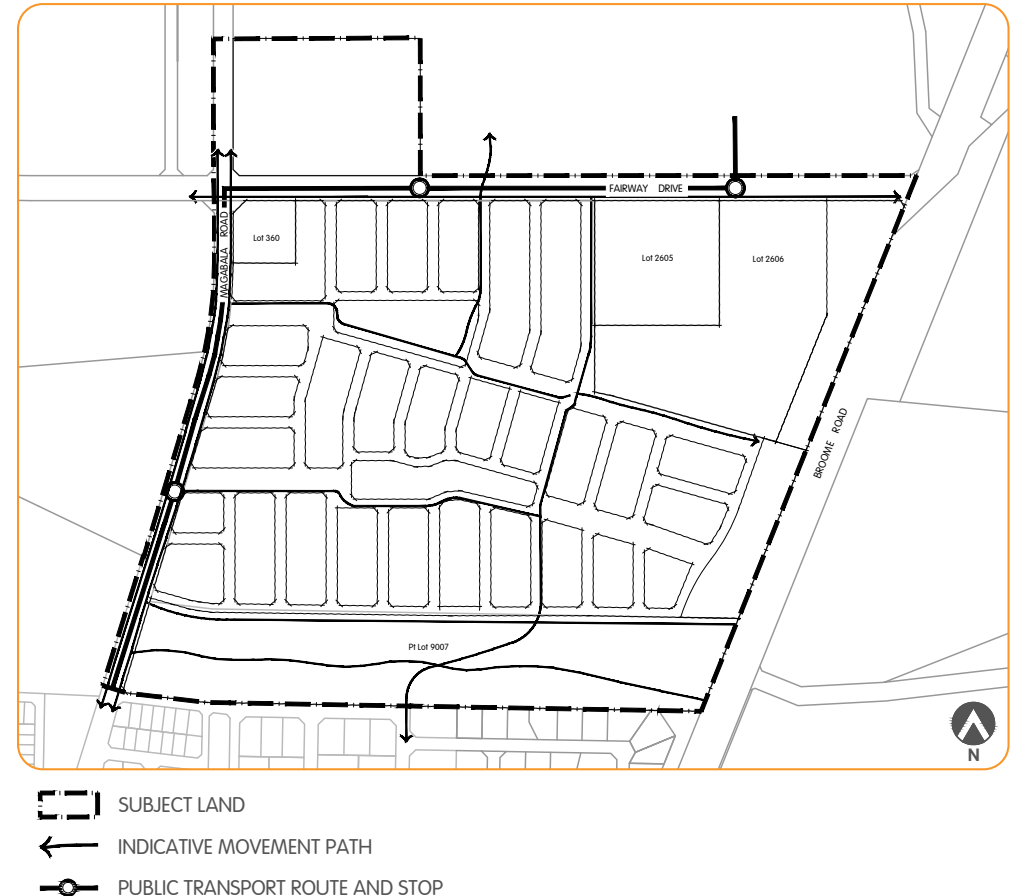 FAIRWAY DRIVE
MAGABALA ROAD
Lot 360
Lot 2605
Lot 2606
BROOME ROAD
Pt Lot 9007
N
SUBJECT LAND
INDICATIVE MOVEMENT PATH
PUBLIC TRANSPORT ROUTE AND STOP